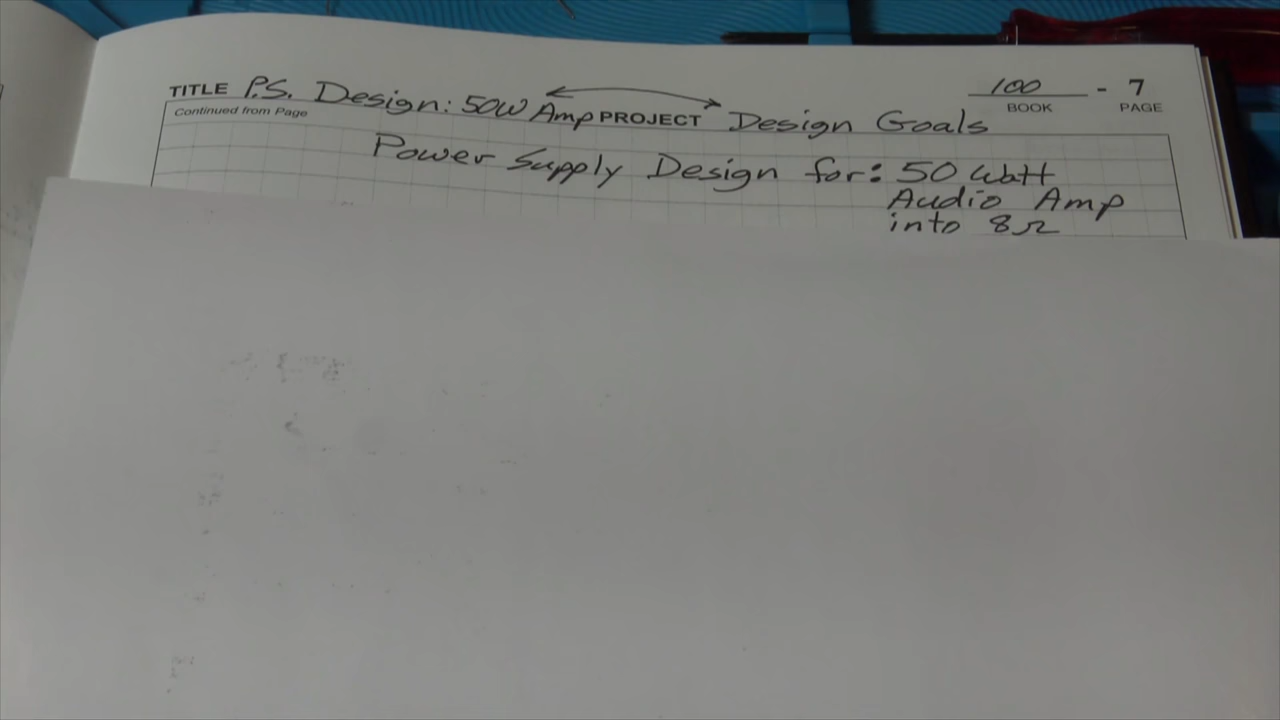 TITLE P.S. Design: 50W Amp PROJECT Design Goals 100 - 7
BOOK PAGE
Continued from Page
Power Supply Design for: 50 Watt
Audio Amp
into 8Ω